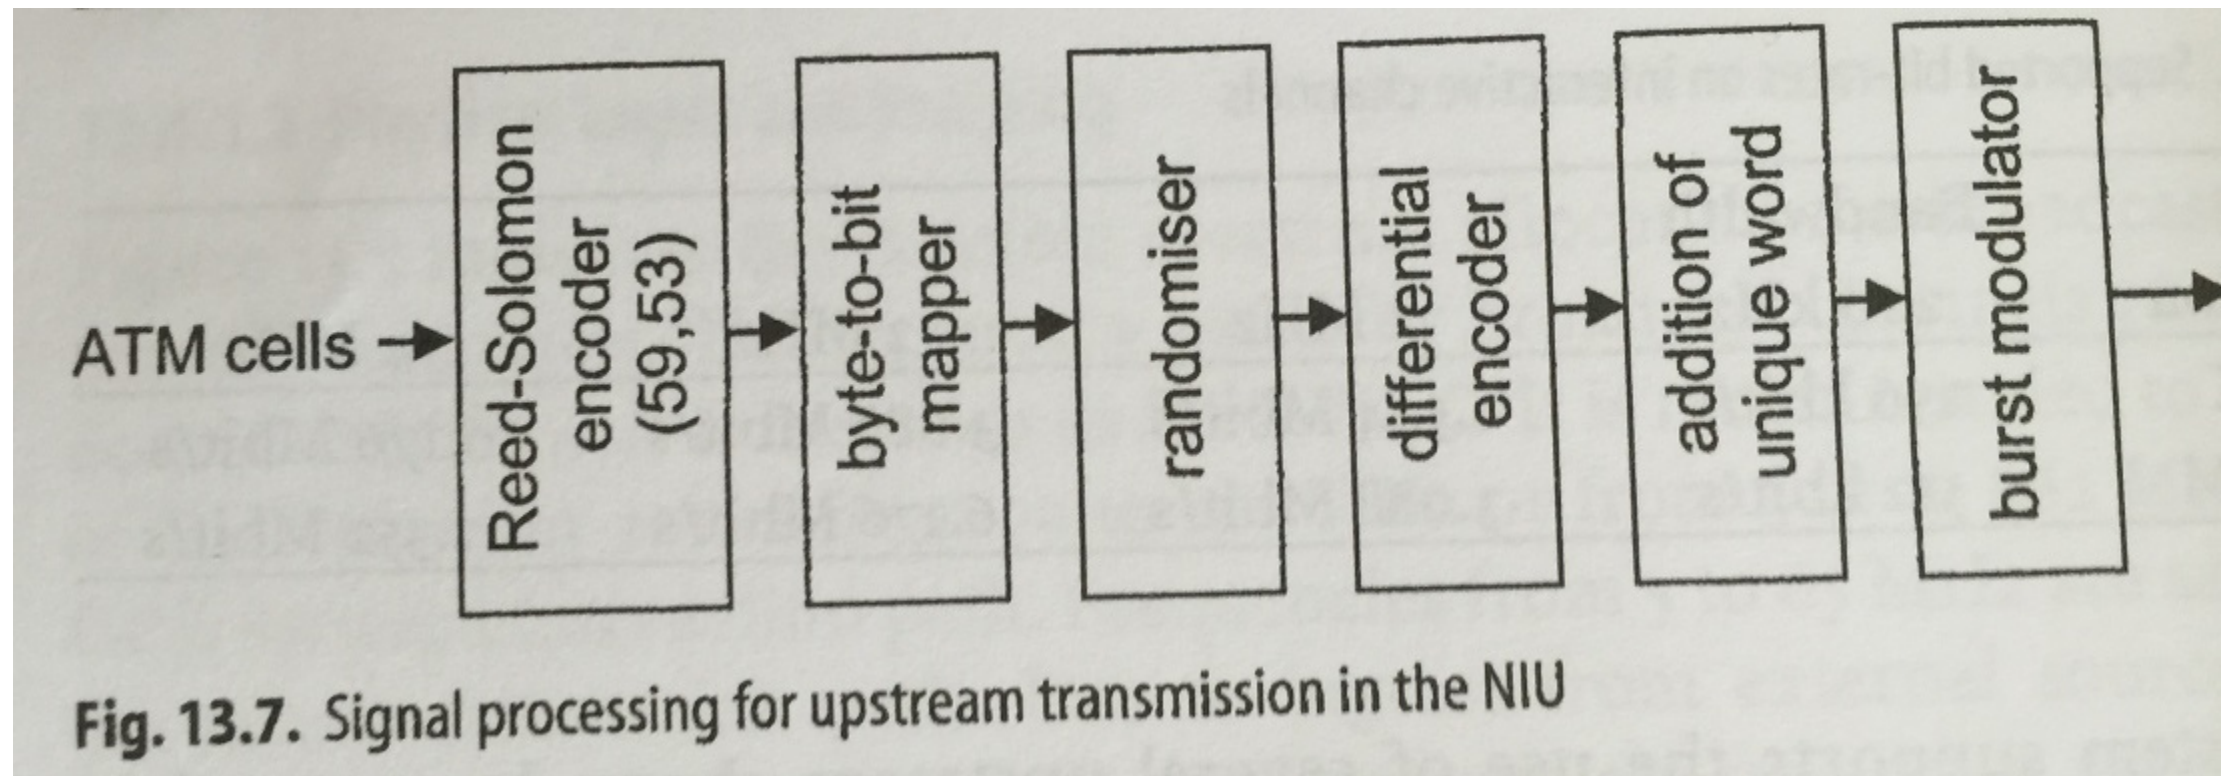 ATM cells
Reed-Solomon
encoder
(59,53)
byte-to-bit
mapper
randomiser
differential
encoder
addition of
unique word
burst modulator
Fig. 13.7. Signal processing for upstream transmission in the NIU